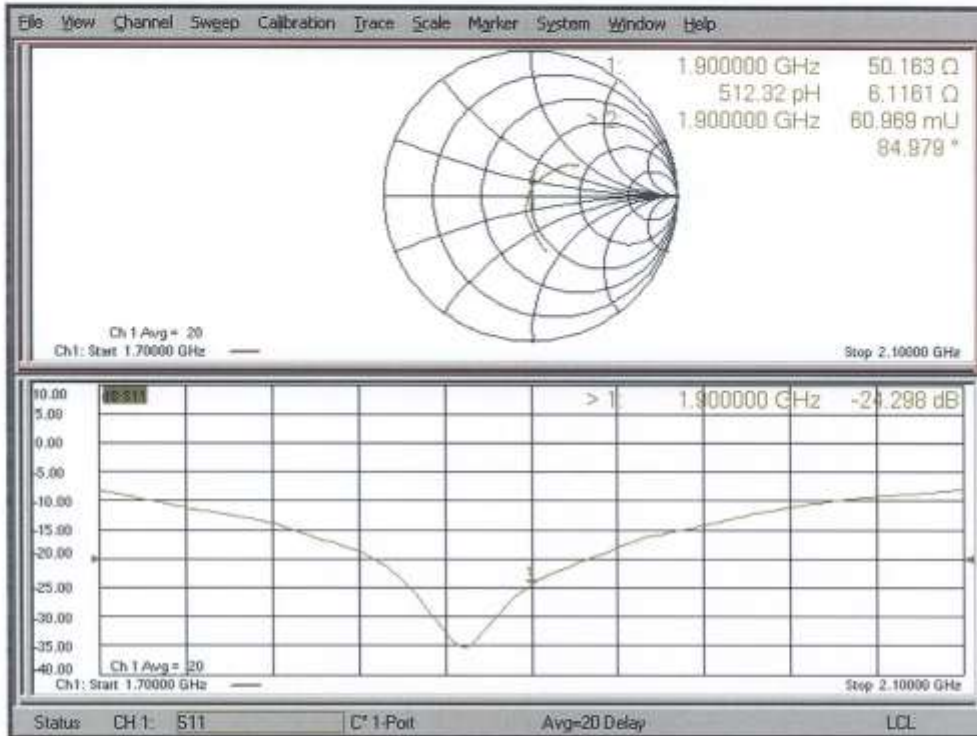 File View Channel Sweep Calibration Trace Scale Marker System Window Help
1: 1.900000 GHz 50.163 Ω
512.32 pH 6.1161 Ω
> 2: 1.900000 GHz 60.969 mU
84.979 °
Ch 1 Avg = 20
Ch1: Start 1.70000 GHz
Stop 2.10000 GHz
10.00
dB S11
> 1: 1.900000 GHz -24.298 dB
5.00
0.00
-5.00
-10.00
-15.00
-20.00
-25.00
-30.00
-35.00
-40.00
1
Ch 1 Avg = 20
Ch1: Start 1.70000 GHz
Stop 2.10000 GHz
Status CH 1: S11 C* 1-Port Avg=20 Delay LCL